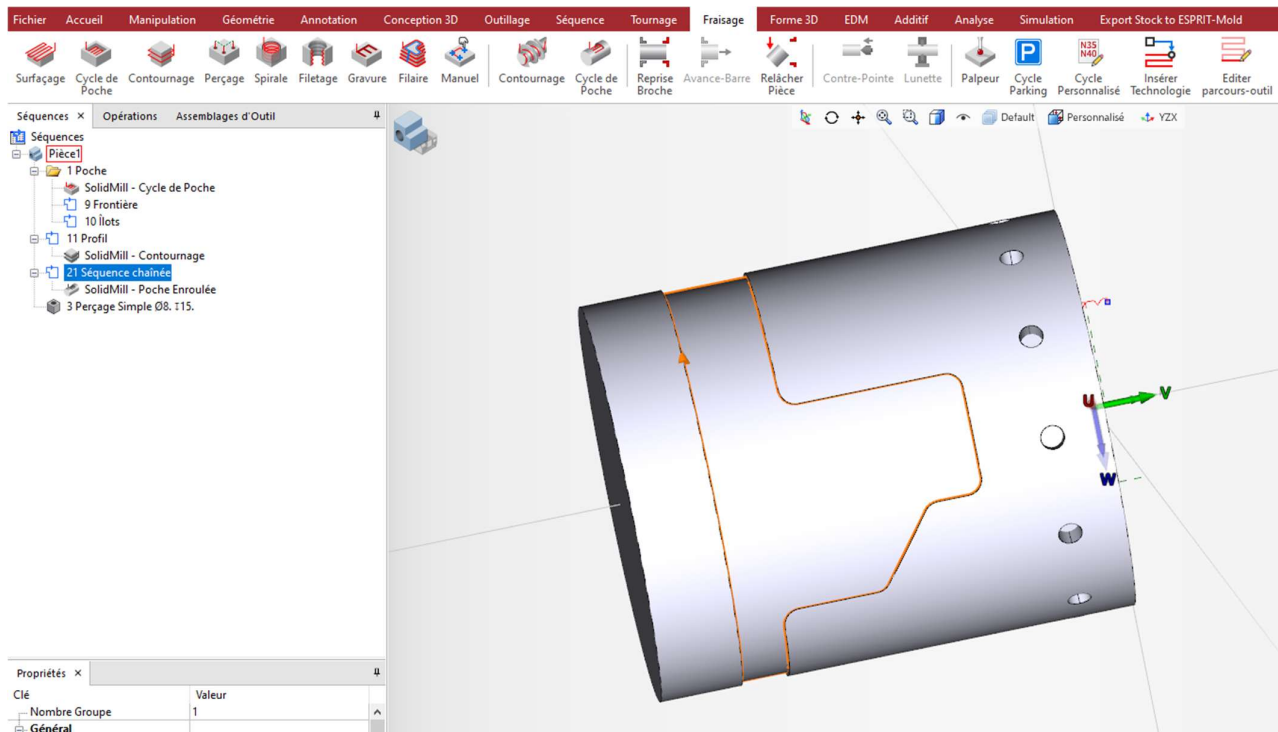 Fichier Accueil Manipulation Géométrie Annotation Conception 3D Outillage Séquence Tournage Fraisage Forme 3D EDM Additif Analyse Simulation Export Stock to ESPRIT-Mold
Surfaçage Cycle de Poche Contournage Perçage Spirale Filetage Gravure Filaire Manuel Contournage Cycle de Poche Reprise Broche Avance-Barre Relâcher Pièce Contre-Pointe Lunette Palpeur Cycle Parking Cycle Personnalisé Insérer Technologie Editer parcours-outil
P
N35
N40
Séquences × Opérations Assemblages d'Outil
Default Personnalisé YZX
Séquences
Pièce1
1 Poche
SolidMill - Cycle de Poche
9 Frontière
10 Îlots
11 Profil
SolidMill - Contournage
21 Séquence chaînée
SolidMill - Poche Enroulée
3 Perçage Simple Ø8. ↧15.
U V
W
Propriétés ×
Clé Valeur
Nombre Groupe 1
Général